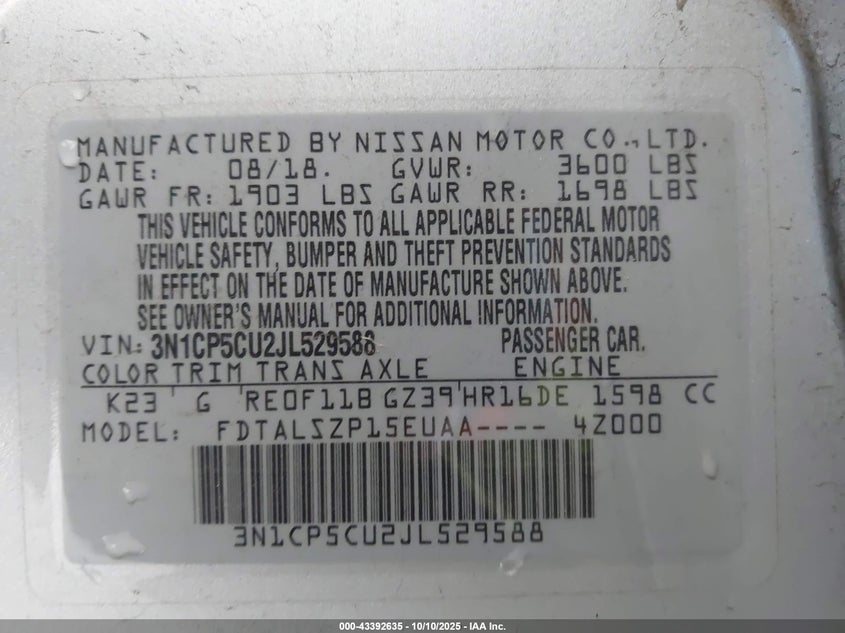 MANUFACTURED BY NISSAN MOTOR CO., LTD.
DATE: 08/18. GVWR: 3600 LBS
GAWR FR: 1903 LBS GAWR RR: 1698 LBS
THIS VEHICLE CONFORMS TO ALL APPLICABLE FEDERAL MOTOR
VEHICLE SAFETY, BUMPER AND THEFT PREVENTION STANDARDS
IN EFFECT ON THE DATE OF MANUFACTURE SHOWN ABOVE.
SEE OWNER'S MANUAL FOR ADDITIONAL INFORMATION.
VIN: 3N1CP5CU2JL529588 PASSENGER CAR.
COLOR TRIM TRANS AXLE ENGINE
K23 G RE0F11B GZ39 HR16DE 1598 CC
MODEL: FDTALSZP15EUAA---- 4Z000
3N1CP5CU2JL529588
000-43392635 - 10/10/2025 - IAA Inc.